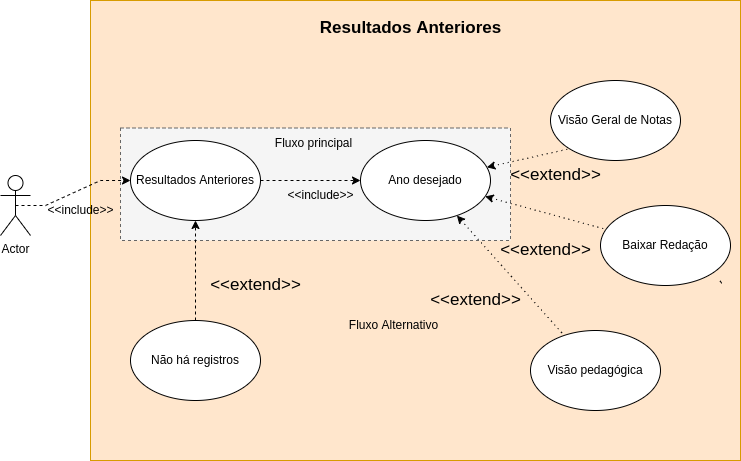 Resultados Anteriores
Visão Geral de Notas
Fluxo principal
Resultados Anteriores
Ano desejado
<<extend>>
<<include>>
<<include>>
Actor
Baixar Redação
<<extend>>
<<extend>>
<<extend>>
Fluxo Alternativo
Não há registros
Visão pedagógica